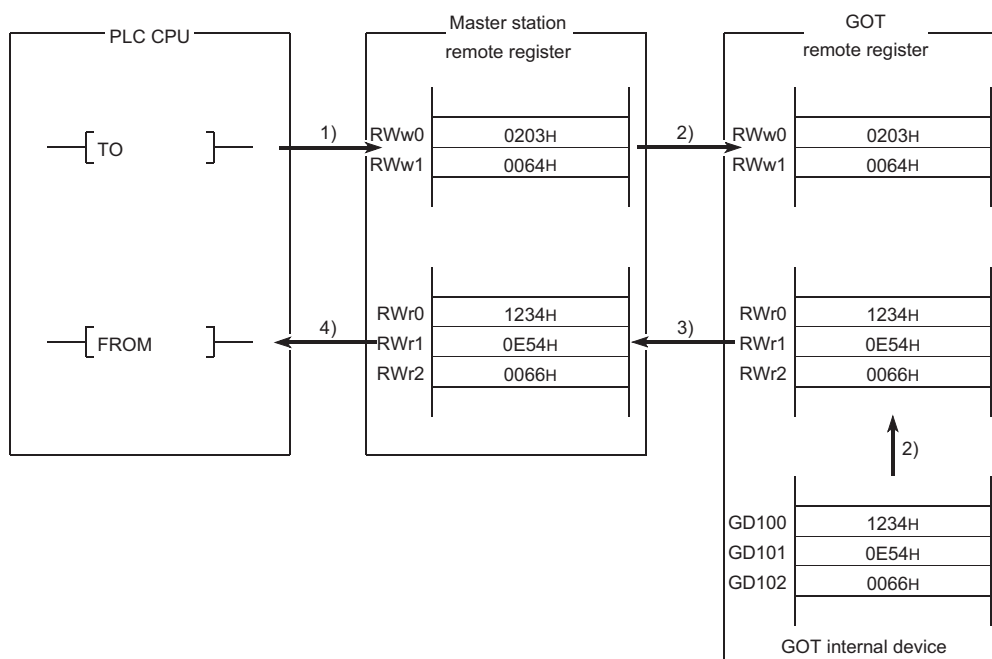 PLC CPU
TO
1)
FROM
4)
Master station
remote register
RWw0 0203H
RWw1 0064H
2)
RWr0 1234H
RWr1 0E54H
RWr2 0066H
3)
GOT
remote register
RWw0 0203H
RWw1 0064H
RWr0 1234H
RWr1 0E54H
RWr2 0066H
2)
GD100 1234H
GD101 0E54H
GD102 0066H
GOT internal device